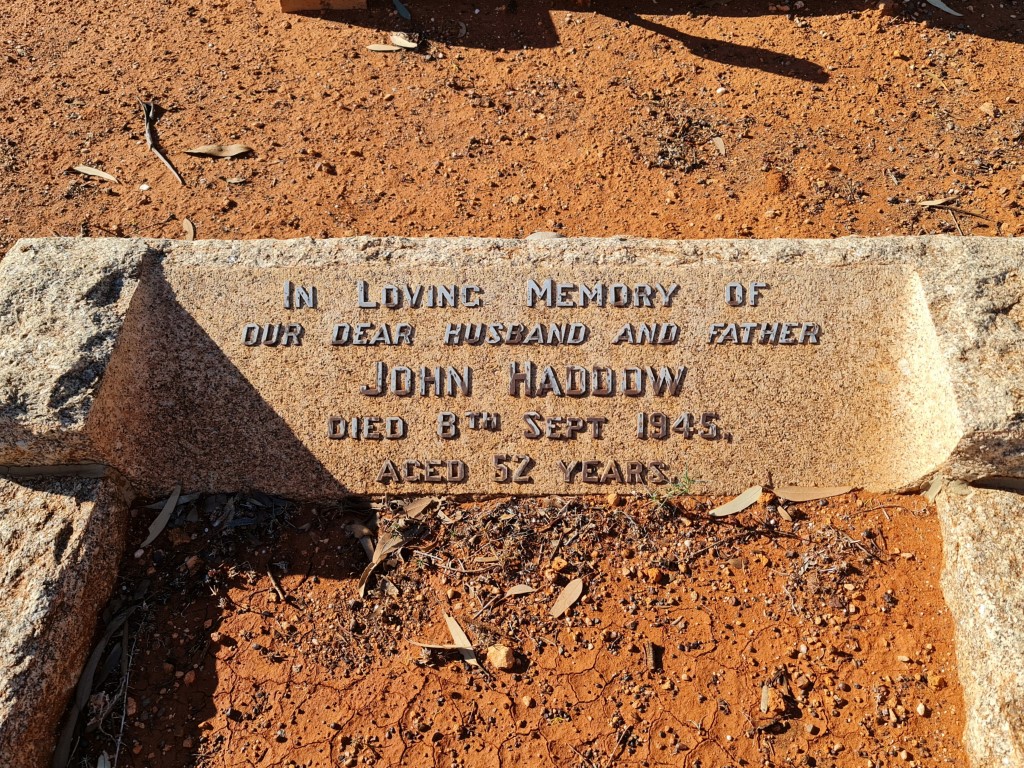 IN LOVING MEMORY OF
OUR DEAR HUSBAND AND FATHER
JOHN HADDOW
DIED 8TH SEPT 1945,
AGED 52 YEARS.